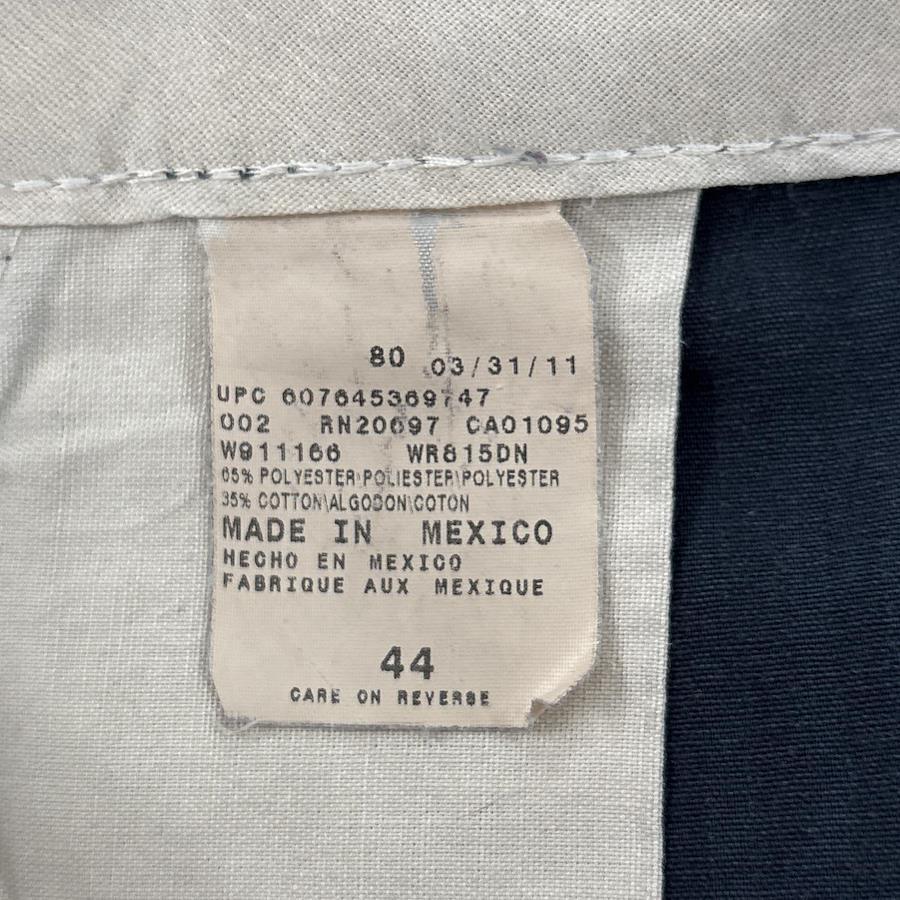 80 03/31/11
UPC 607645369747
002 RN20697 CA01095
W911166 WR815DN
65% POLYESTER\POLIESTER\POLYESTER
35% COTTON\ALGODON\COTON
MADE IN MEXICO
HECHO EN MEXICO
FABRIQUE AUX MEXIQUE
44
CARE ON REVERSE